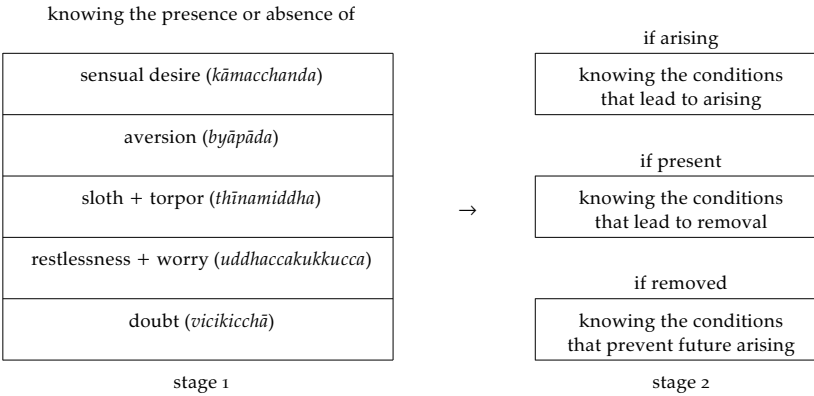 knowing the presence or absence of
sensual desire (kāmacchanda)
aversion (byāpāda)
sloth + torpor (thīnamiddha)
restlessness + worry (uddhaccakukkucca)
doubt (vicikicchā)
stage 1
→
if arising
knowing the conditions
that lead to arising
if present
knowing the conditions
that lead to removal
if removed
knowing the conditions
that prevent future arising
stage 2